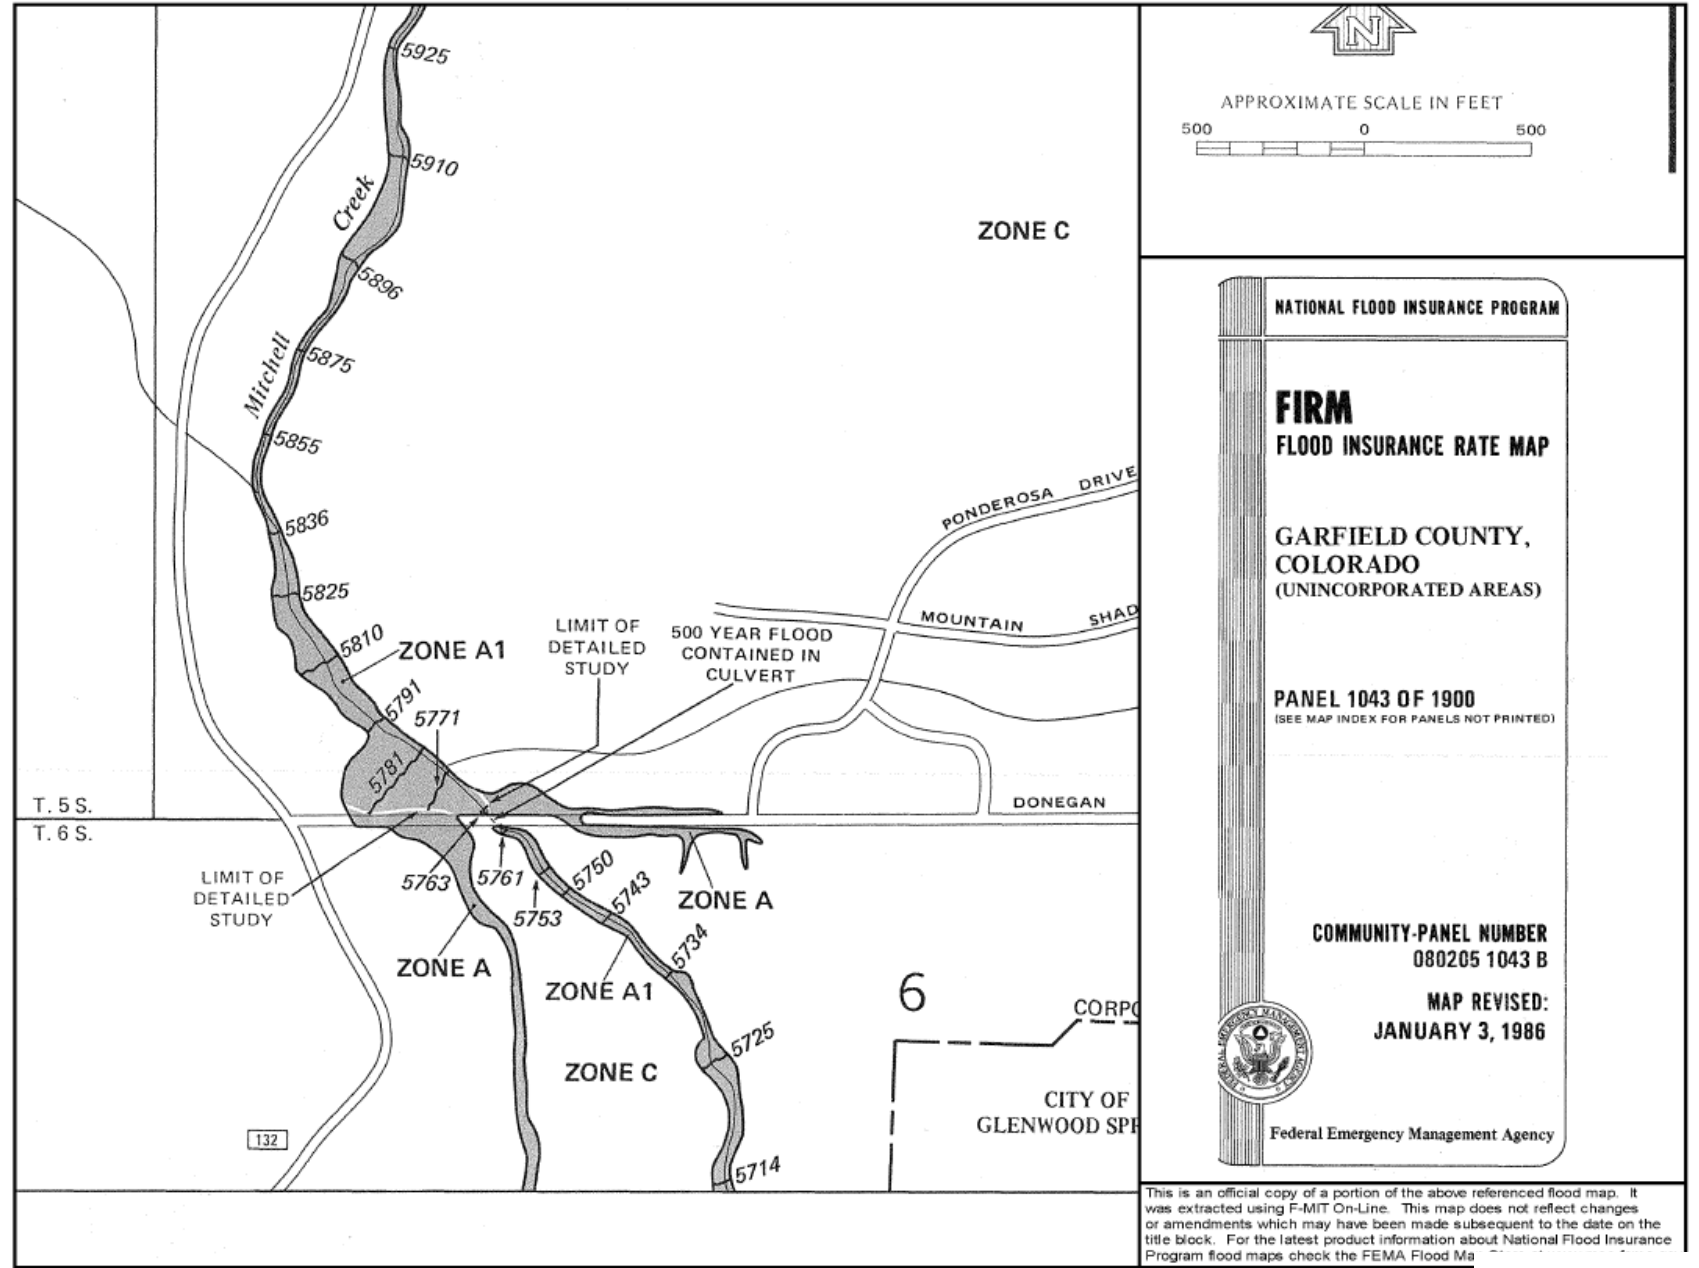 5925
5910
Creek
5896
Mitchell
5875
5855
5836
5825
5810
ZONE A1
5791
5771
5781
LIMIT OF
DETAILED
STUDY
500 YEAR FLOOD
CONTAINED IN
CULVERT
ZONE C
PONDEROSA DRIVE
MOUNTAIN SHAD
DONEGAN
T. 5 S.
T. 6 S.
LIMIT OF
DETAILED
STUDY
5763
5761
5753
5750
5743
5734
5725
5714
ZONE A
ZONE A
ZONE A1
ZONE C
6
CORPO
CITY OF
GLENWOOD SPR
132
N
APPROXIMATE SCALE IN FEET
500 0 500
NATIONAL FLOOD INSURANCE PROGRAM
FIRM
FLOOD INSURANCE RATE MAP
GARFIELD COUNTY,
COLORADO
(UNINCORPORATED AREAS)
PANEL 1043 OF 1900
(SEE MAP INDEX FOR PANELS NOT PRINTED)
COMMUNITY-PANEL NUMBER
080205 1043 B
MAP REVISED:
JANUARY 3, 1986
FEDERAL EMERGENCY MANAGEMENT AGENCY
Federal Emergency Management Agency
This is an official copy of a portion of the above referenced flood map. It
was extracted using F-MIT On-Line. This map does not reflect changes
or amendments which may have been made subsequent to the date on the
title block. For the latest product information about National Flood Insurance
Program flood maps check the FEMA Flood Ma